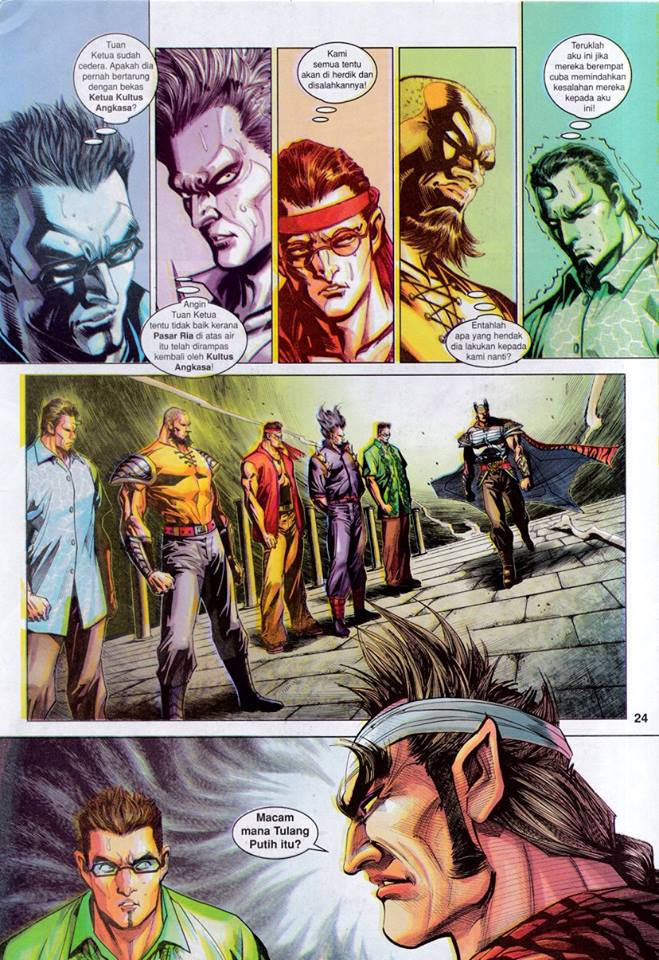 Tuan
Ketua sudah
cedera. Apakah dia
pernah bertarung
dengan bekas
Ketua Kultus
Angkasa?
Angin
Tuan Ketua
tentu tidak baik kerana
Pasar Ria di atas air
itu telah dirampas
kembali oleh Kultus
Angkasa!
Kami
semua tentu
akan di herdik dan
disalahkannya!
Entahlah
apa yang hendak
dia lakukan kepada
kami nanti?
Teruklah
aku ini jika
mereka berempat
cuba memindahkan
kesalahan mereka
kepada aku
ini!
24
Macam
mana Tulang
Putih itu?